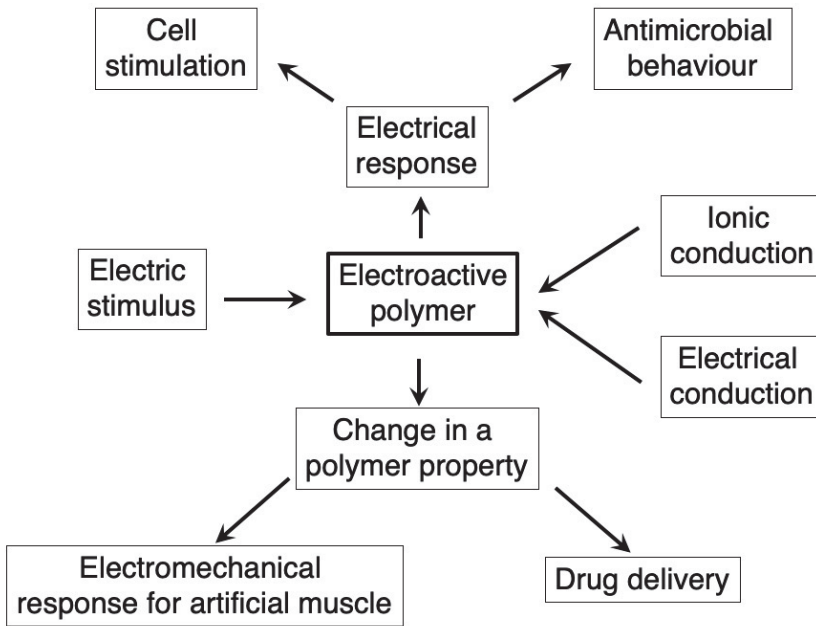 Cell
stimulation
Antimicrobial
behaviour
Electrical
response
Ionic
conduction
Electric
stimulus
Electroactive
polymer
Electrical
conduction
Change in a
polymer property
Electromechanical
response for artificial muscle
Drug delivery